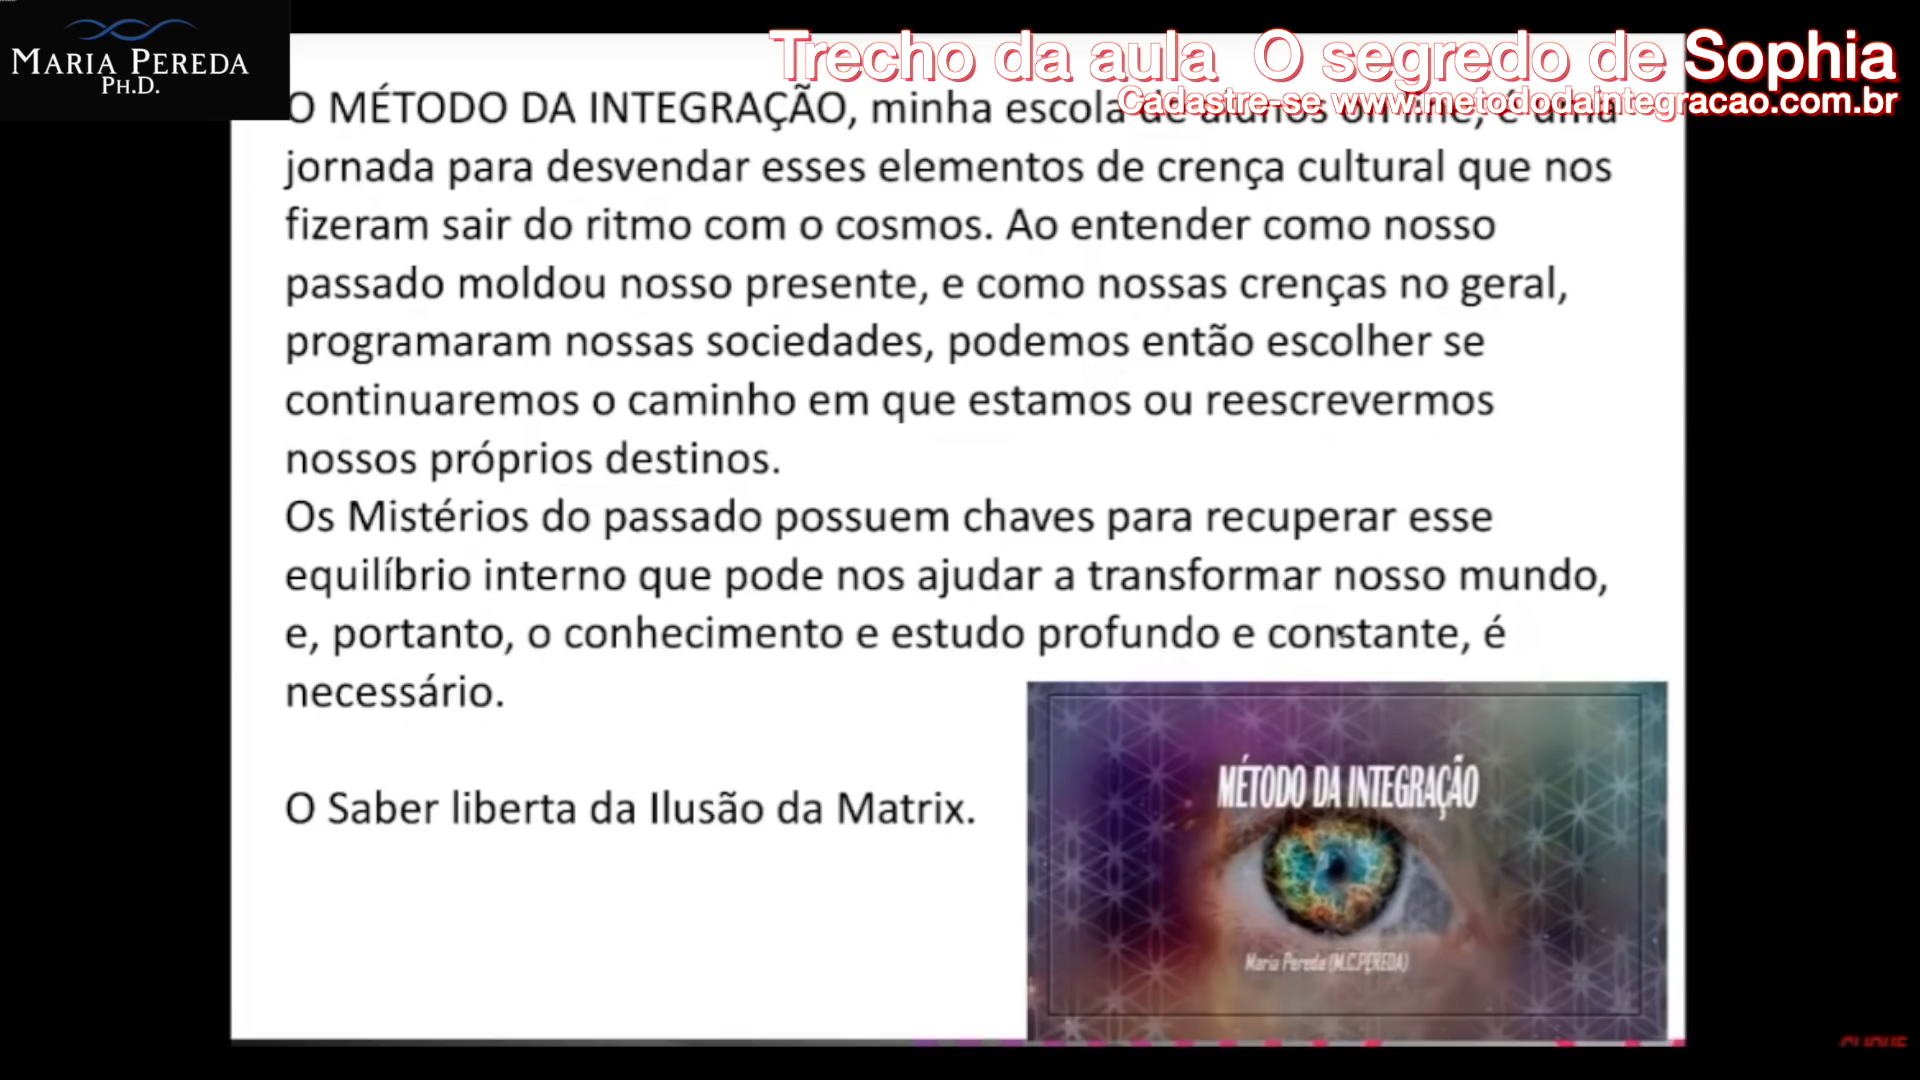 MARIA PEREDA
PH.D.
Trecho da aula O segredo de Sophia
Cadastre-se www.metododaintegracao.com.br
O MÉTODO DA INTEGRAÇÃO, minha escola de alunos on line, é uma
jornada para desvendar esses elementos de crença cultural que nos
fizeram sair do ritmo com o cosmos. Ao entender como nosso
passado moldou nosso presente, e como nossas crenças no geral,
programaram nossas sociedades, podemos então escolher se
continuaremos o caminho em que estamos ou reescrevermos
nossos próprios destinos.
Os Mistérios do passado possuem chaves para recuperar esse
equilíbrio interno que pode nos ajudar a transformar nosso mundo,
e, portanto, o conhecimento e estudo profundo e constante, é
necessário.
O Saber liberta da Ilusão da Matrix.
MÉTODO DA INTEGRAÇÃO
Maria Pereda (M.C.PEREDA)